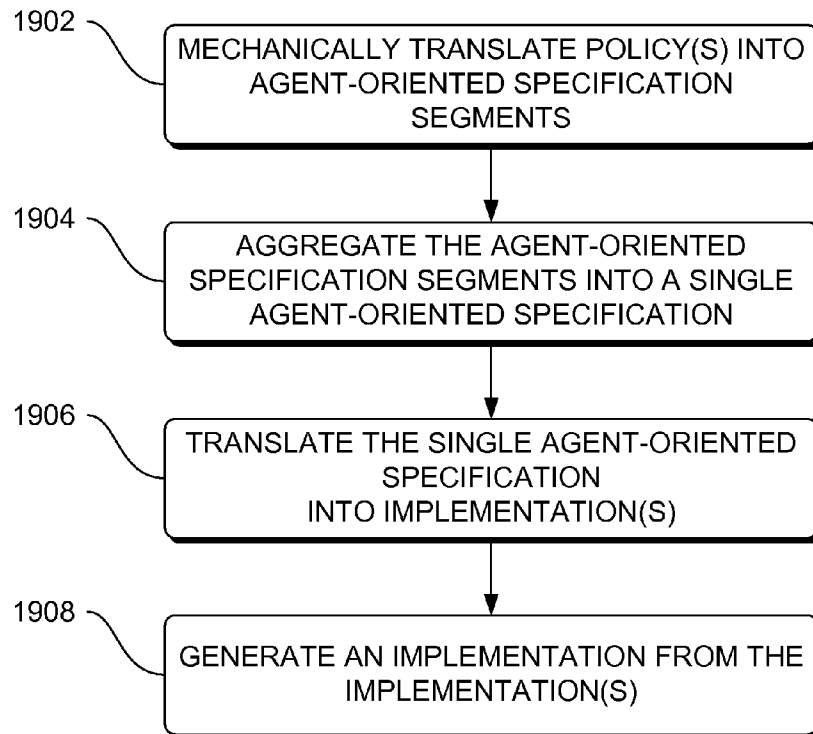 1902
MECHANICALLY TRANSLATE POLICY(S) INTO
AGENT-ORIENTED SPECIFICATION
SEGMENTS
1904
AGGREGATE THE AGENT-ORIENTED
SPECIFICATION SEGMENTS INTO A SINGLE
AGENT-ORIENTED SPECIFICATION
1906
TRANSLATE THE SINGLE AGENT-ORIENTED
SPECIFICATION
INTO IMPLEMENTATION(S)
1908
GENERATE AN IMPLEMENTATION FROM THE
IMPLEMENTATION(S)